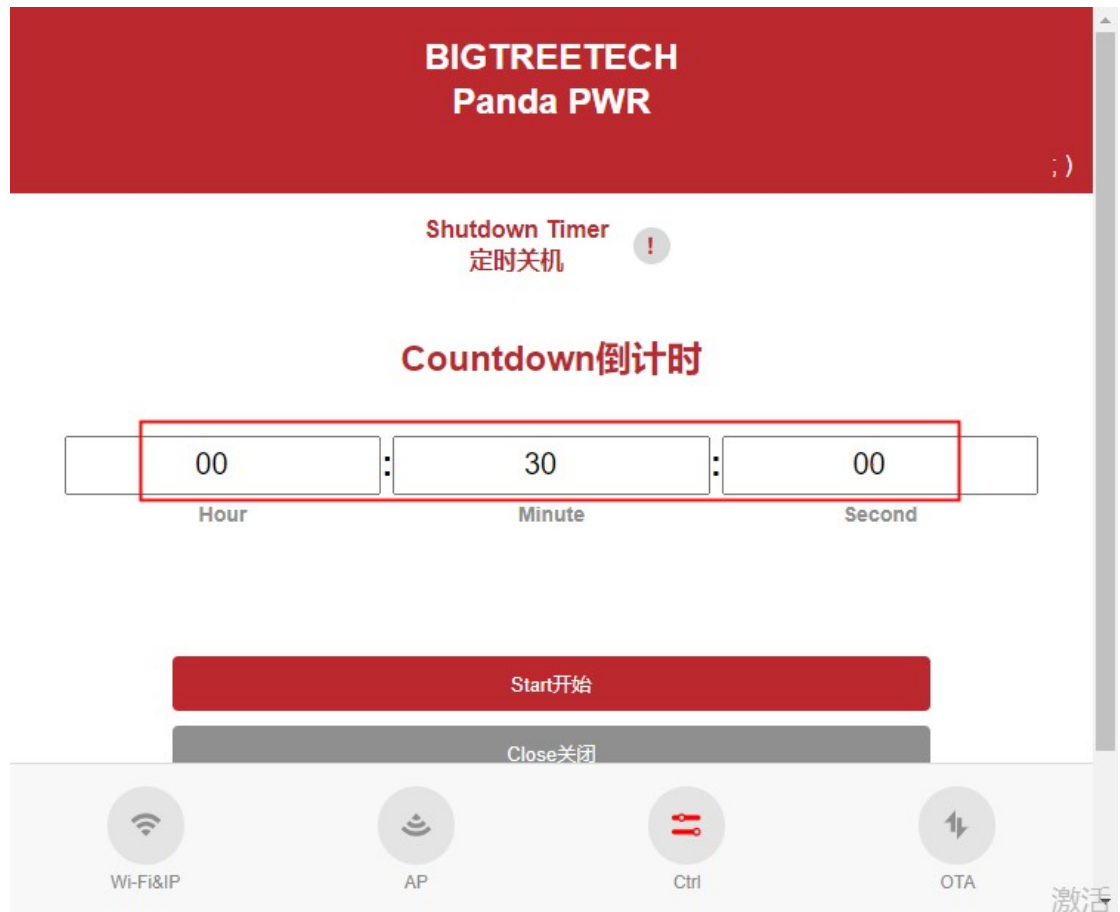 BIGTREETECH
Panda PWR
; )
Shutdown Timer
定时关机
!
Countdown倒计时
00 : 30 : 00
Hour Minute Second
Start开始
Close关闭
Wi-Fi&IP AP Ctrl OTA
激活